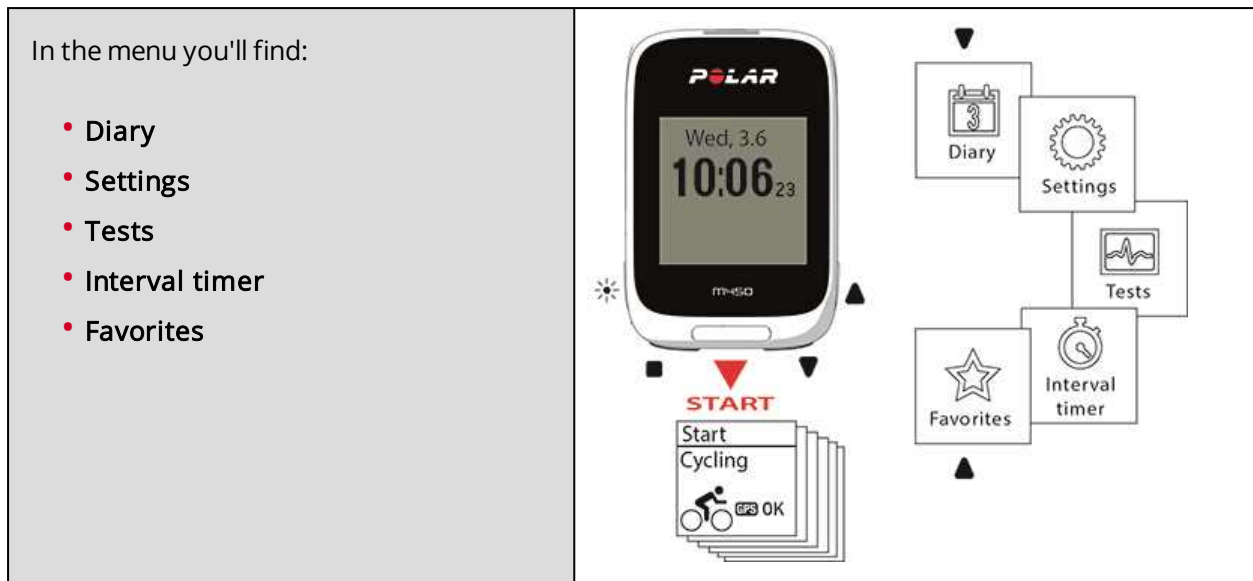 In the menu you'll find:
• Diary
• Settings
• Tests
• Interval timer
• Favorites
POLAR
Wed, 3.6
10:06 23
M450
START
Start
Cycling
GPS OK
3
Diary
Settings
Tests
Interval
timer
Favorites